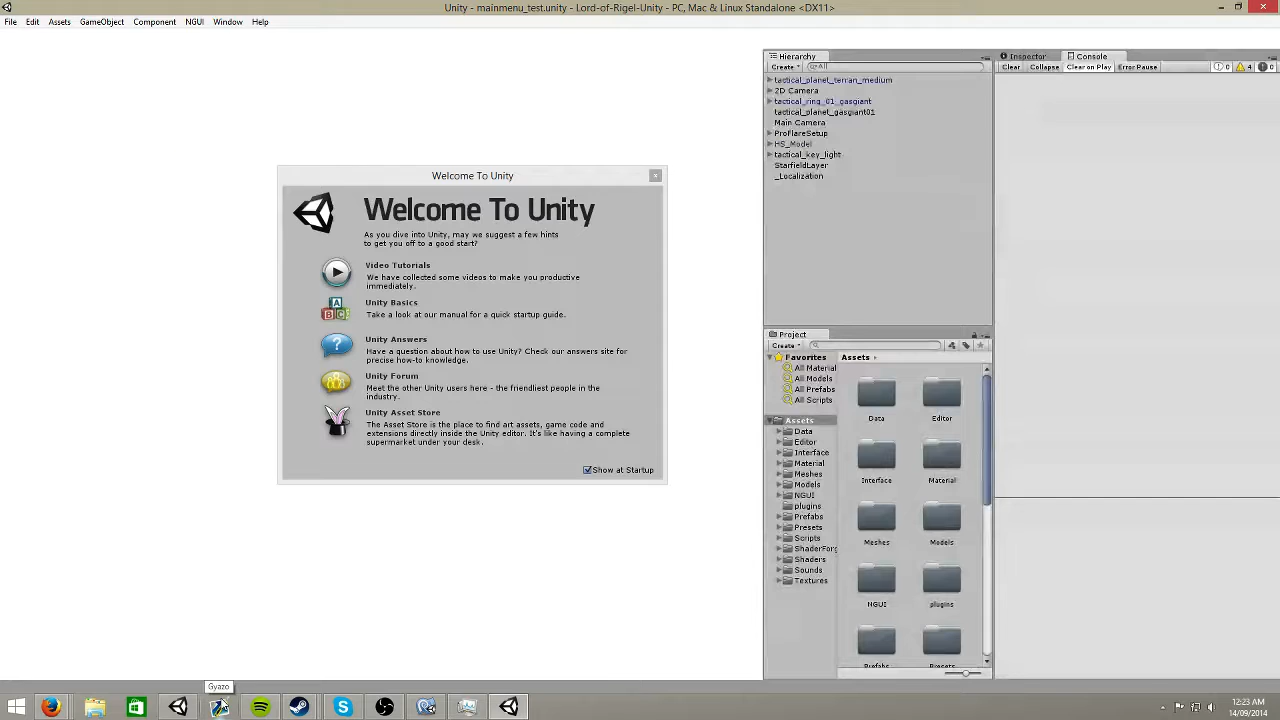 Unity - mainmenu_test.unity - Lord-of-Rigel-Unity - PC, Mac & Linux Standalone <DX11>
File Edit Assets GameObject Component NGUI Window Help
Welcome To Unity
Welcome To Unity
As you dive into Unity, may we suggest a few hints
to get you off to a good start?
Video Tutorials
We have collected some videos to make you productive
immediately.
Unity Basics
Take a look at our manual for a quick startup guide.
Unity Answers
Have a question about how to use Unity? Check our answers site for
precise how-to knowledge.
Unity Forum
Meet the other Unity users here - the friendliest people in the
industry.
Unity Asset Store
The Asset Store is the place to find art assets, game code and
extensions directly inside the Unity editor. It's like having a complete
supermarket under your desk.
Show at Startup
Hierarchy
Create All
tactical_planet_terran_medium
2D Camera
tactical_ring_01_gasgiant
tactical_planet_gasgiant01
Main Camera
ProFlareSetup
HS_Model
tactical_key_light
StarfieldLayer
_Localization
Inspector Console
Clear Collapse Clear on Play Error Pause 0 4 0
Project
Create
Favorites
All Material
All Models
All Prefabs
All Scripts
Assets
Data
Editor
Interface
Material
Meshes
Models
NGUI
plugins
Prefabs
Presets
Scripts
ShaderForg
Shaders
Sounds
Textures
Assets
Data Editor
Interface Material
Meshes Models
NGUI plugins
Prefabs Presets
Gyazo
12:23 AM
14/09/2014